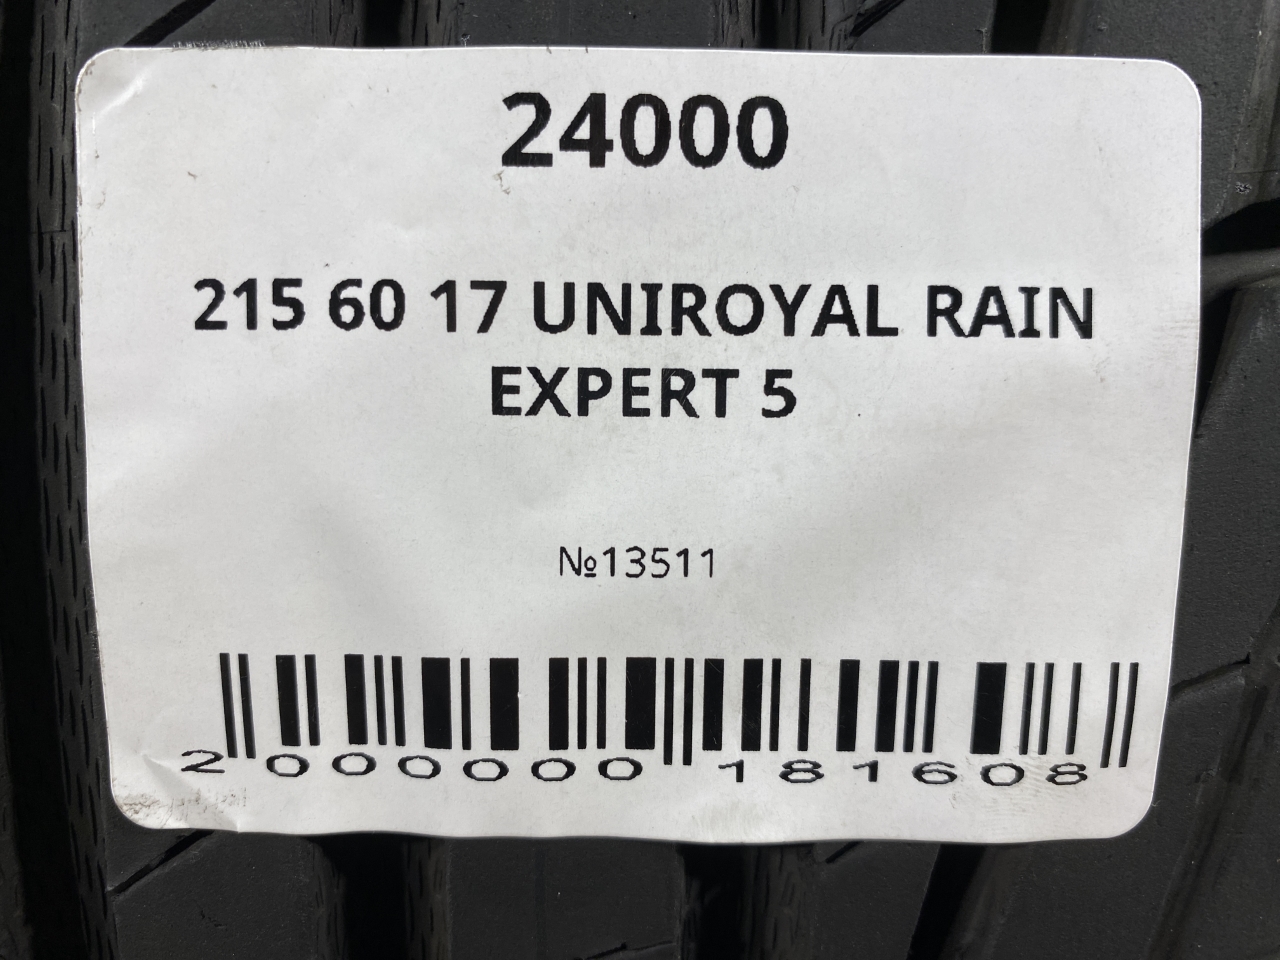 24000
215 60 17 UNIROYAL RAIN
EXPERT 5
№13511
2 000000 181608